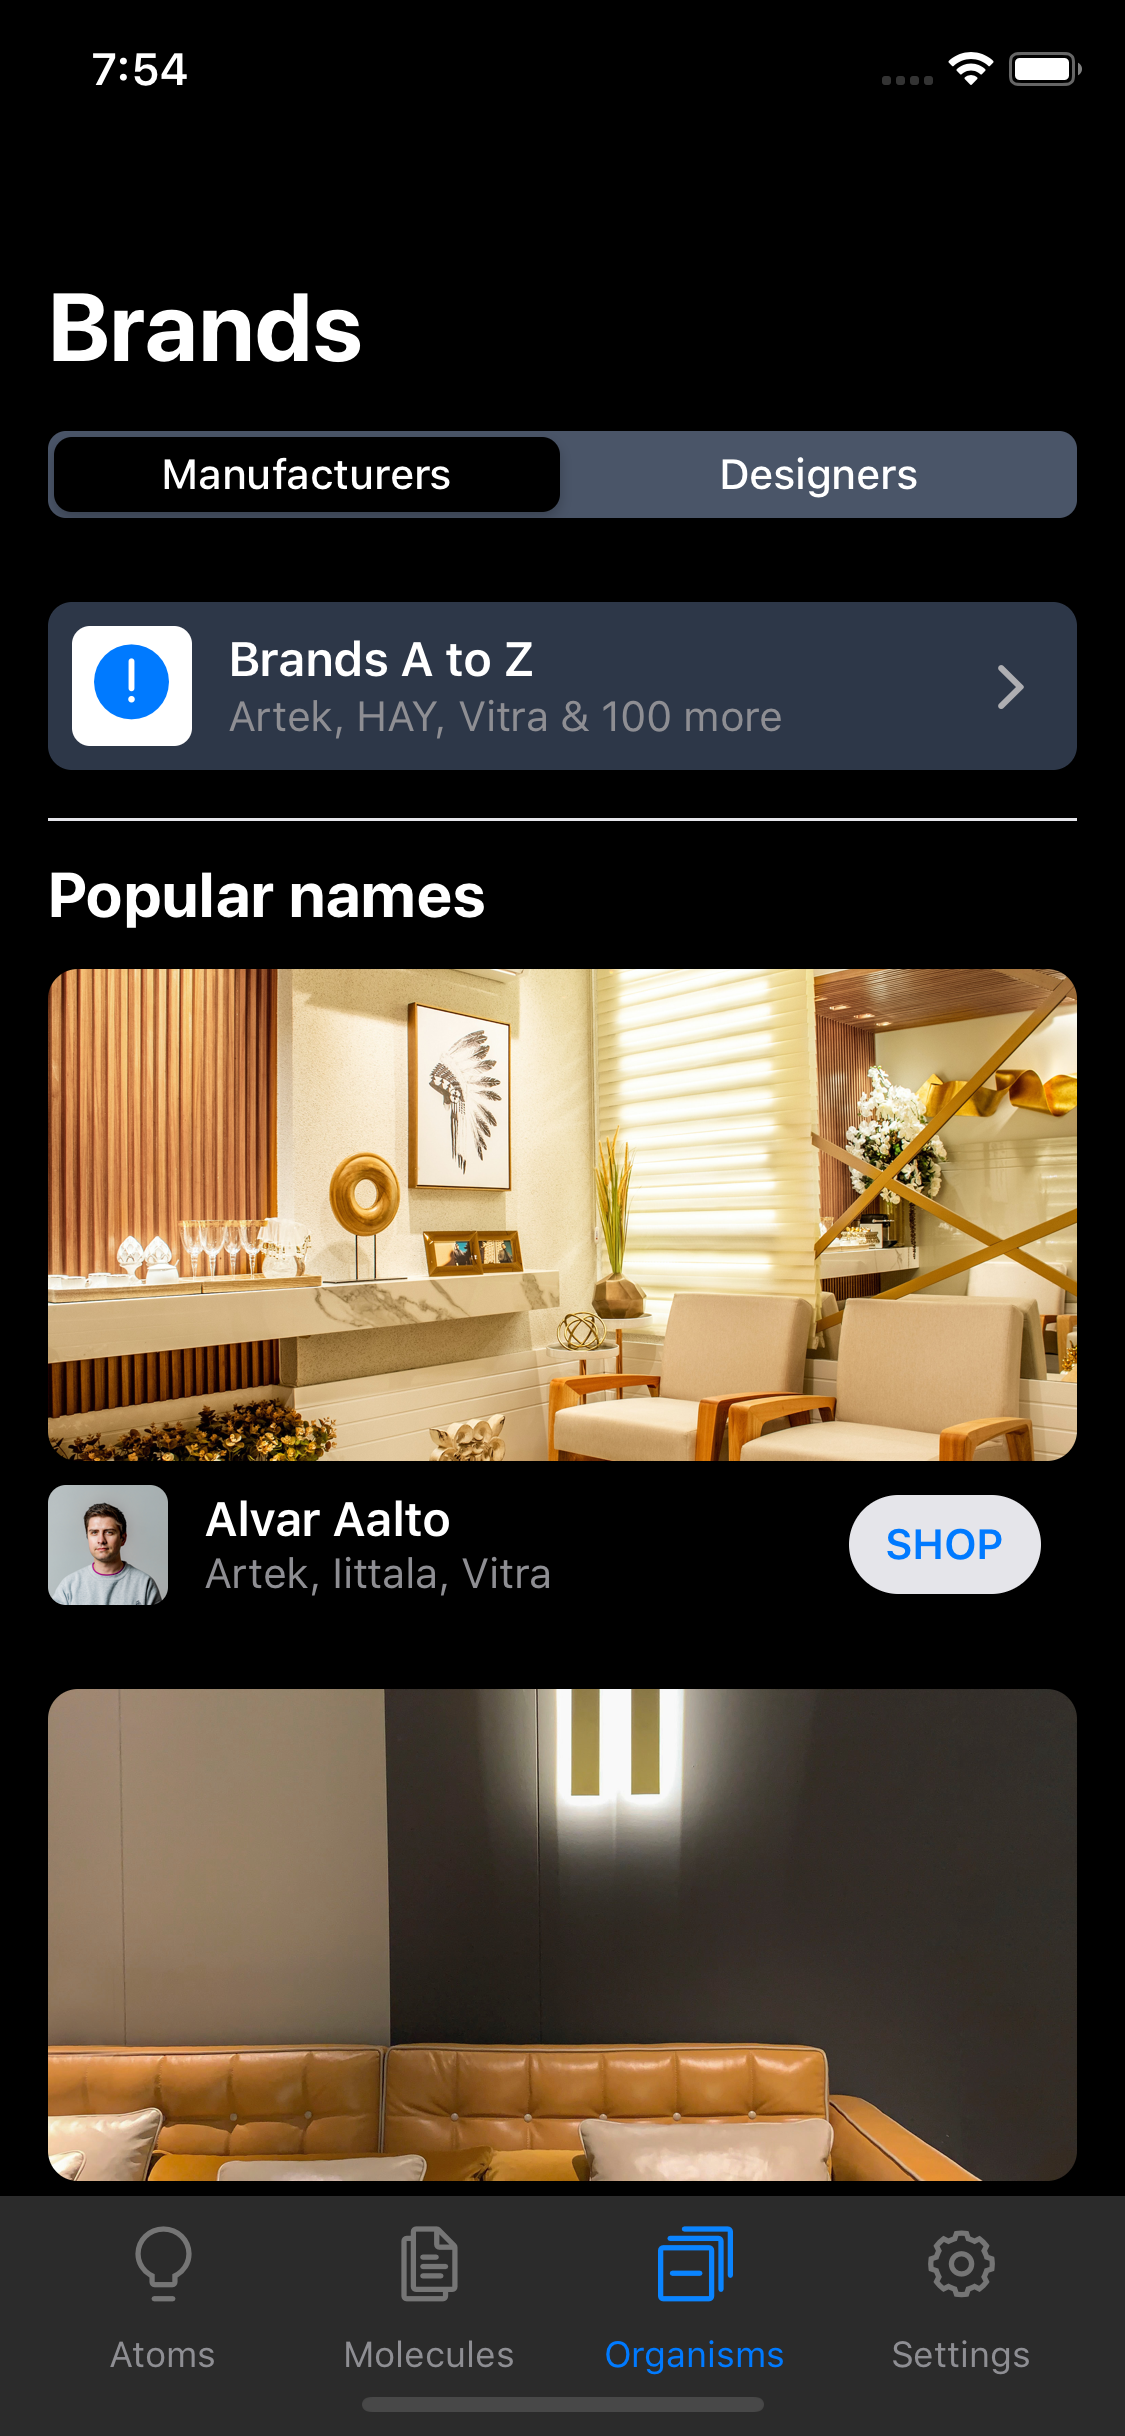 7:54
Brands
Manufacturers
Designers
Brands A to Z
Artek, HAY, Vitra & 100 more
Popular names
Alvar Aalto
Artek, Iittala, Vitra
SHOP
Atoms
Molecules
Organisms
Settings